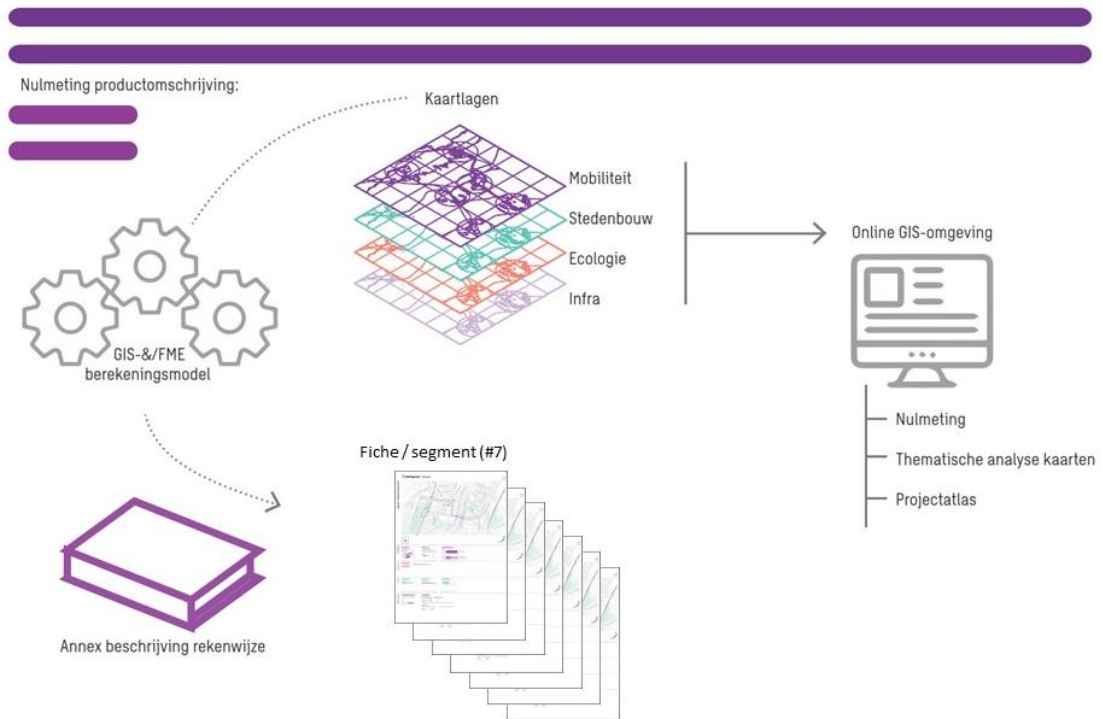 Nulmeting productomschrijving:
Kaartlagen
Mobiliteit
Stedenbouw
Ecologie
Infra
Online GIS-omgeving
GIS-&/FME
berekeningsmodel
Nulmeting
Thematische analyse kaarten
Projectatlas
Fiche / segment (#7)
Annex beschrijving rekenwijze